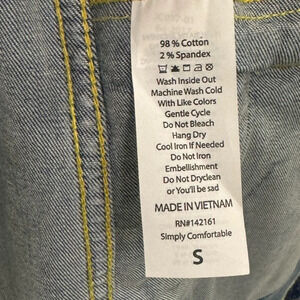 98 % Cotton
2 % Spandex
Wash Inside Out
Machine Wash Cold
With Like Colors
Gentle Cycle
Do Not Bleach
Hang Dry
Cool Iron If Needed
Do Not Iron
Embellishment
Do Not Dryclean
or You'll be sad
MADE IN VIETNAM
RN#142161
Simply Comfortable
S